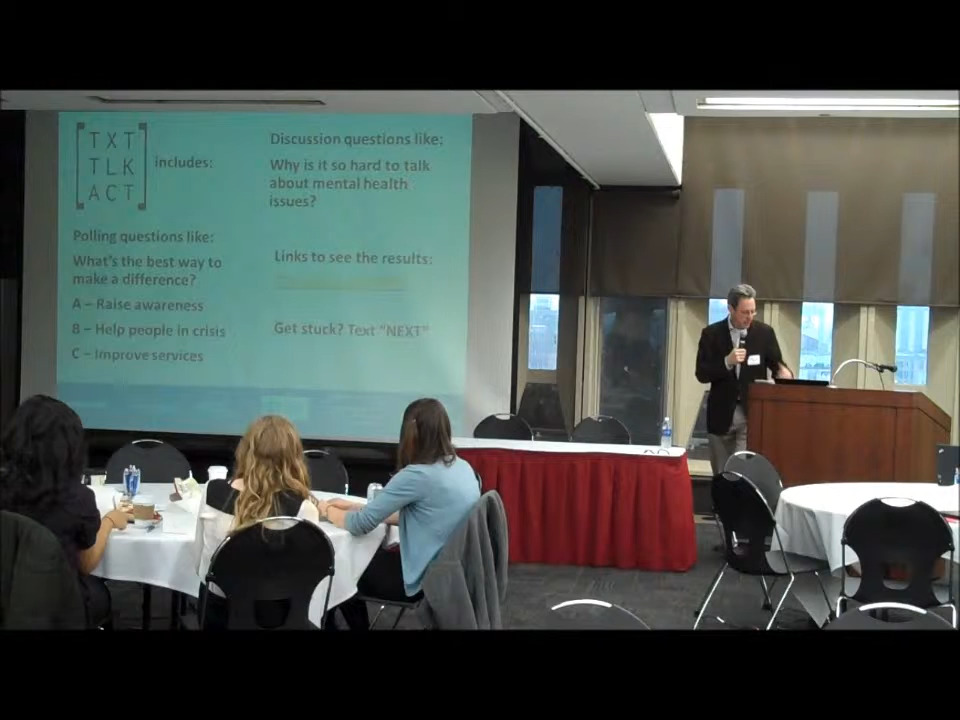 TXT
TLK
ACT
includes:
Polling questions like:
What's the best way to
make a difference?
A – Raise awareness
B – Help people in crisis
C – Improve services
Discussion questions like:
Why is it so hard to talk
about mental health
issues?
Links to see the results:
Get stuck? Text "NEXT"